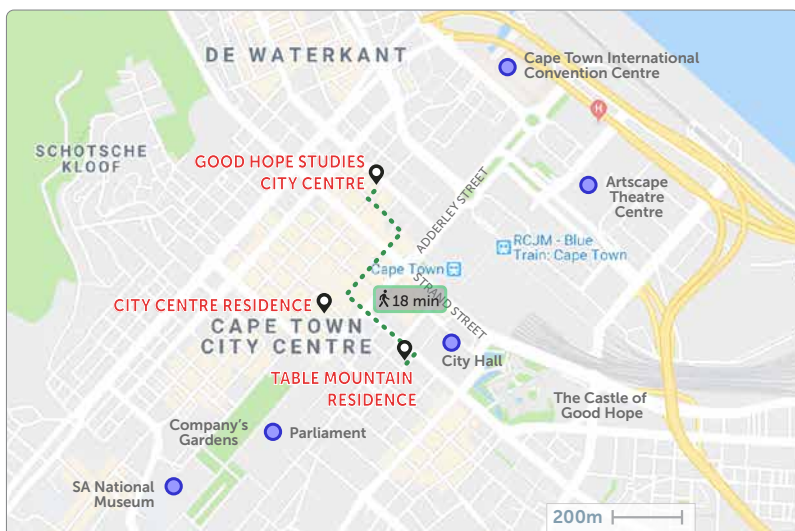 DE WATERKANT
Cape Town International
Convention Centre
H
SCHOTSCHE
KLOOF
GOOD HOPE STUDIES
CITY CENTRE
Artscape
Theatre
Centre
ADDERLEY STREET
RCJM - Blue
Train: Cape Town
Cape Town
STRAND STREET
18 min
CITY CENTRE RESIDENCE
CAPE TOWN
CITY CENTRE
City Hall
TABLE MOUNTAIN
RESIDENCE
The Castle of
Good Hope
Company's
Gardens
Parliament
SA National
Museum
200m